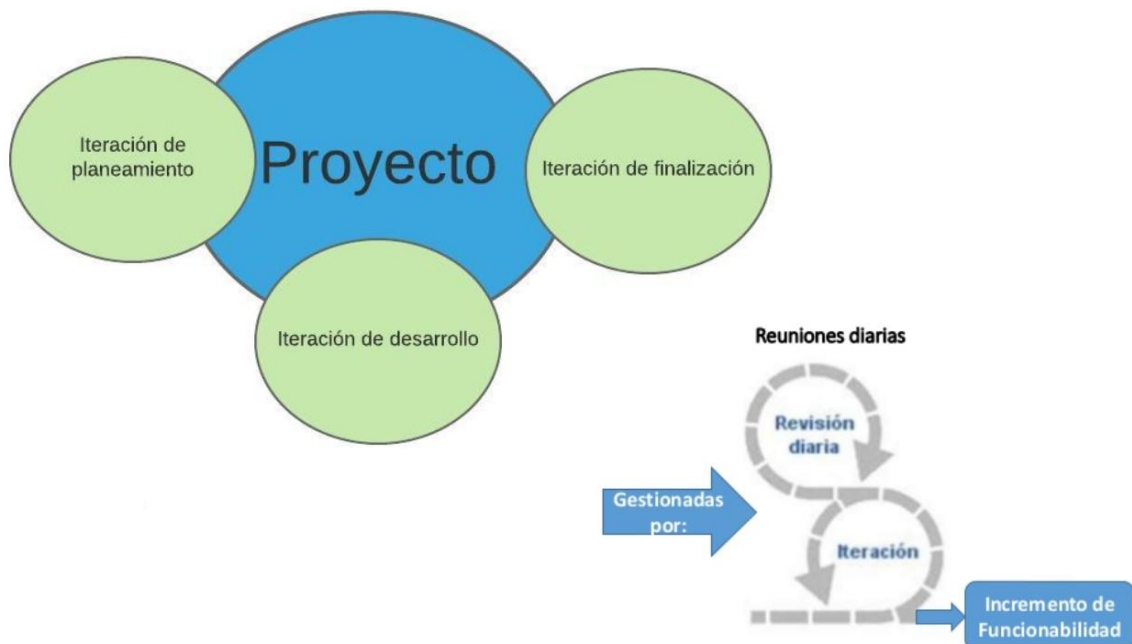 Iteración de
planeamiento
Proyecto
Iteración de finalización
Iteración de desarrollo
Reuniones diarias
Revisión
diaria
Gestionadas
por:
Iteración
Incremento de
Funcionabilidad